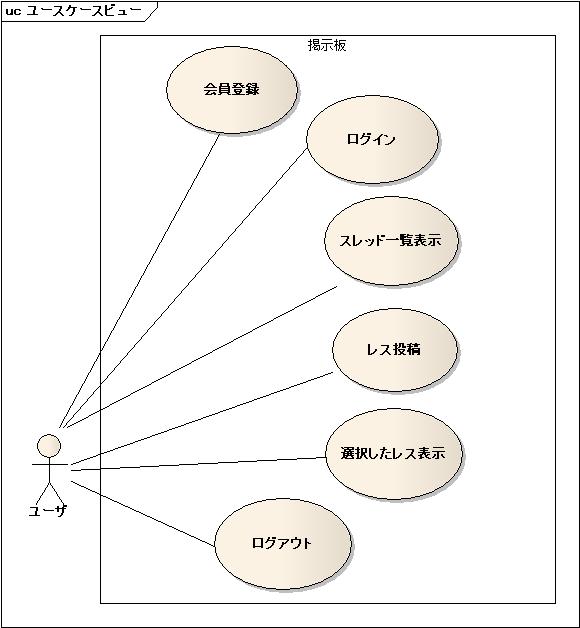 uc ユースケースビュー
掲示板
会員登録
ログイン
スレッド一覧表示
レス投稿
選択したレス表示
ログアウト
ユーザ